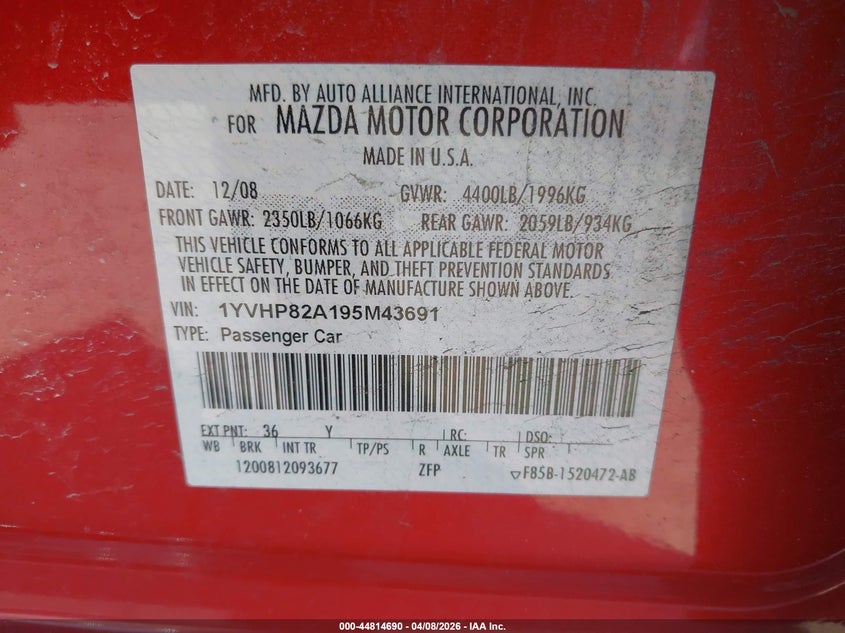 MFD. BY AUTO ALLIANCE INTERNATIONAL, INC.
FOR MAZDA MOTOR CORPORATION
MADE IN U.S.A.
DATE: 12/08 GVWR: 4400LB/1996KG
FRONT GAWR: 2350LB/1066KG REAR GAWR: 2059LB/934KG
THIS VEHICLE CONFORMS TO ALL APPLICABLE FEDERAL MOTOR
VEHICLE SAFETY, BUMPER, AND THEFT PREVENTION STANDARDS
IN EFFECT ON THE DATE OF MANUFACTURE SHOWN ABOVE.
VIN: 1YVHP82A195M43691
TYPE: Passenger Car
EXT PNT: 36 Y RC: DSO:
WB BRK INT TR TP/PS R AXLE TR SPR
1200812093677 ZFP F85B-1520472-AB
000-44814690 - 04/08/2026 - IAA Inc.